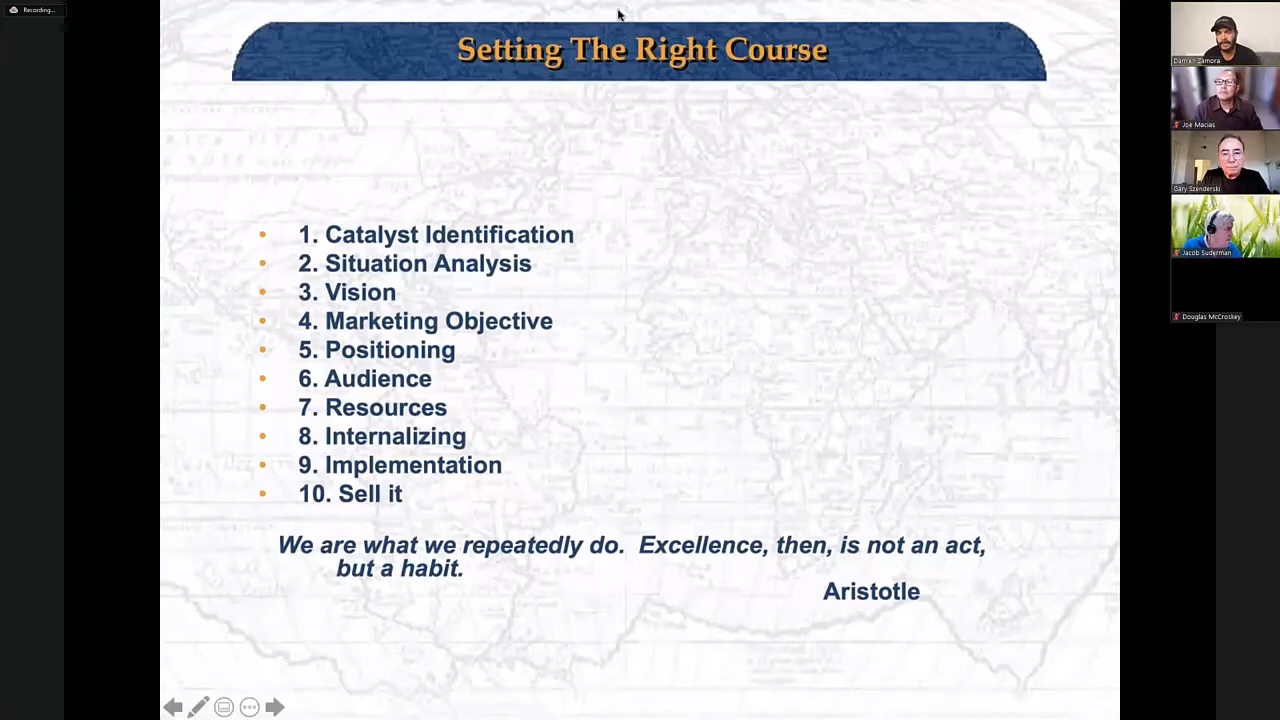 Recording...
Setting The Right Course
• 1. Catalyst Identification
• 2. Situation Analysis
• 3. Vision
• 4. Marketing Objective
• 5. Positioning
• 6. Audience
• 7. Resources
• 8. Internalizing
• 9. Implementation
• 10. Sell it
We are what we repeatedly do. Excellence, then, is not an act,
but a habit.
Aristotle
Damien Zamora
Joe Macias
Gary Szenderski
Jacob Suderman
Douglas McCroskey